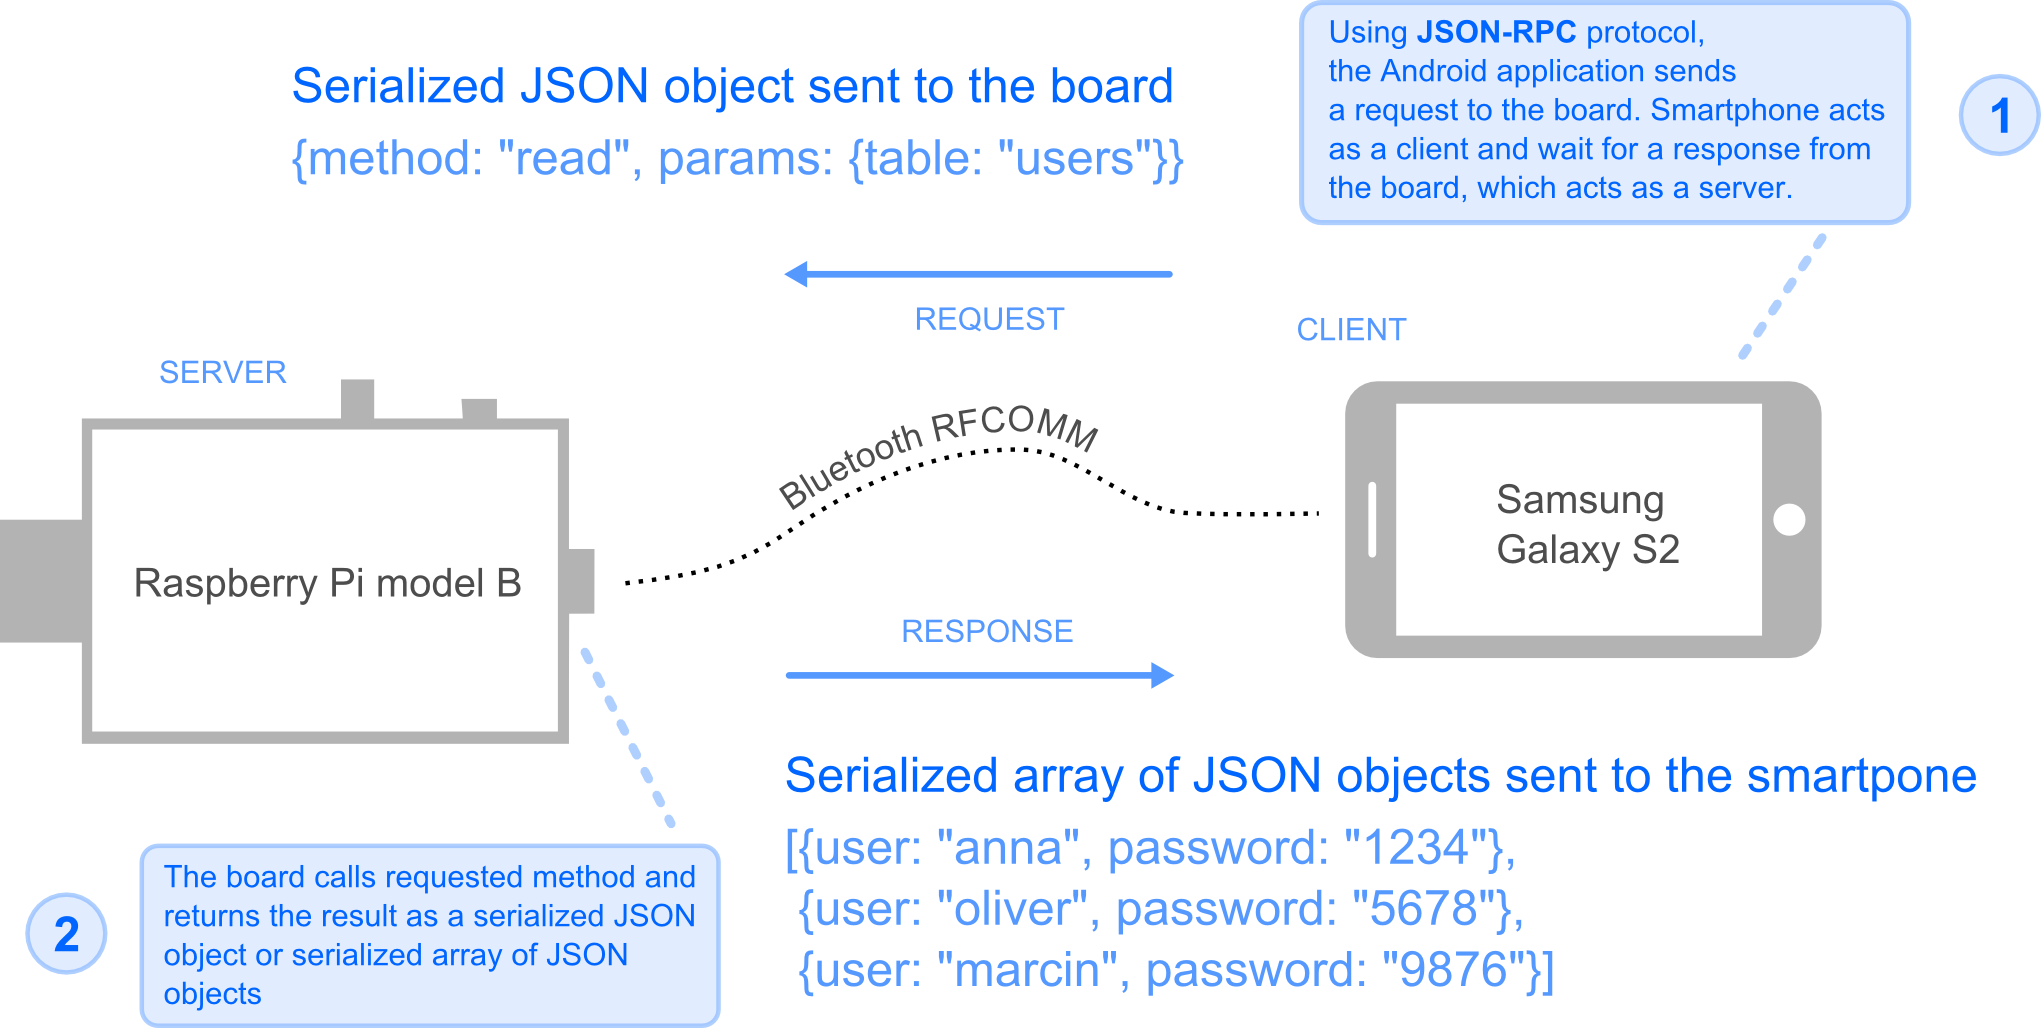 Serialized JSON object sent to the board
{method: "read", params: {table: "users"}}
Using JSON-RPC protocol,
the Android application sends
a request to the board. Smartphone acts
as a client and wait for a response from
the board, which acts as a server.
1
REQUEST
CLIENT
SERVER
Bluetooth RFCOMM
Raspberry Pi model B
Samsung
Galaxy S2
RESPONSE
Serialized array of JSON objects sent to the smartpone
[{user: "anna", password: "1234"},
{user: "oliver", password: "5678"},
{user: "marcin", password: "9876"}]
2
The board calls requested method and
returns the result as a serialized JSON
object or serialized array of JSON
objects